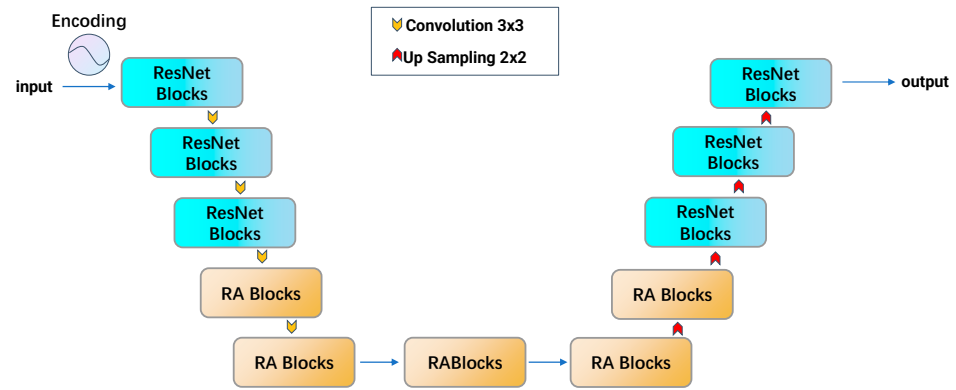 Encoding
Convolution 3x3
Up Sampling 2x2
input
ResNet
Blocks
ResNet
Blocks
output
ResNet
Blocks
ResNet
Blocks
ResNet
Blocks
ResNet
Blocks
RA Blocks
RA Blocks
RA Blocks
RABlocks
RA Blocks